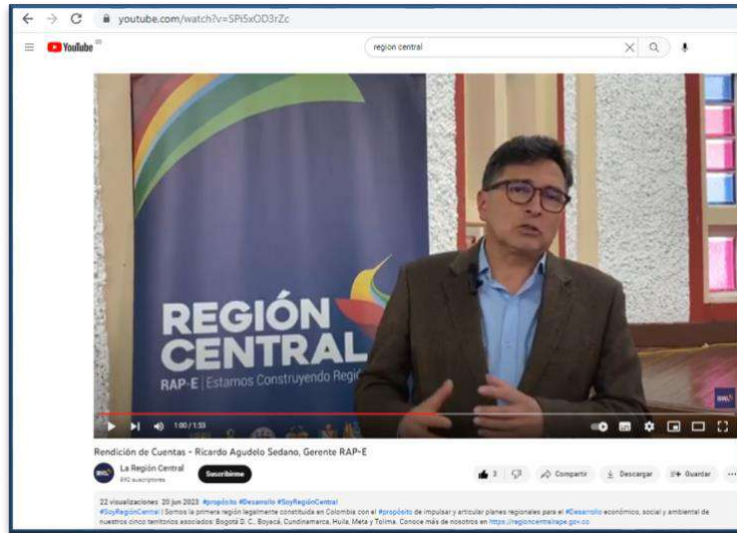 youtube.com/watch?v=SPi5xOD3rZc
YouTube
region central
REGIÓN
CENTRAL
RAP-E | Estamos Construyendo Regió
1:00 / 1:53
Rendición de Cuentas - Ricardo Agudelo Sedano, Gerente RAP-E
La Región Central
suscriptores
Suscribirme
3
Compartir
Descargar
Guardar
22 visualizaciones 20 jun 2023 #propósito #Desarrollo #SoyRegiónCentral
#SoyRegiónCentral | Somos la primera región legalmente constituida en Colombia con el #propósito de impulsar y articular planes regionales para el #Desarrollo económico, social y ambiental de
nuestros cinco territorios asociados: Bogotá D. C., Boyacá, Cundinamarca, Huila, Meta y Tolima. Conoce más de nosotros en https://regioncentralrape.gov.co